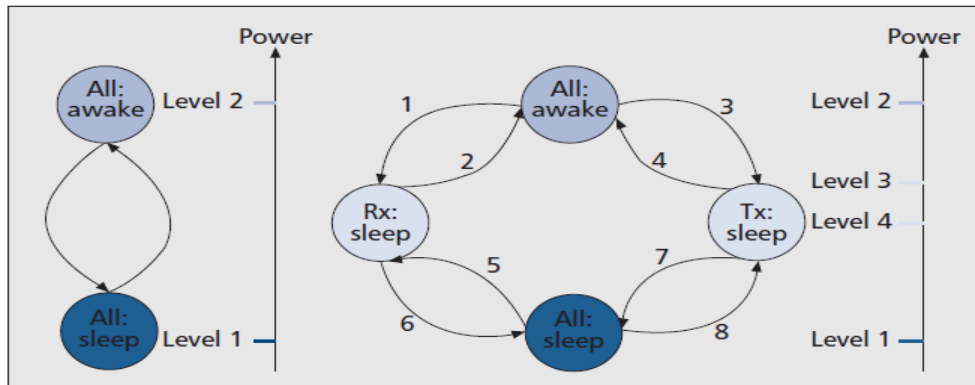 Power
Power
All:
awake
Level 2
1
All:
awake
3
Level 2
2
4
Level 3
Rx:
sleep
Tx:
sleep
Level 4
5
7
All:
sleep
Level 1
6
All:
sleep
8
Level 1